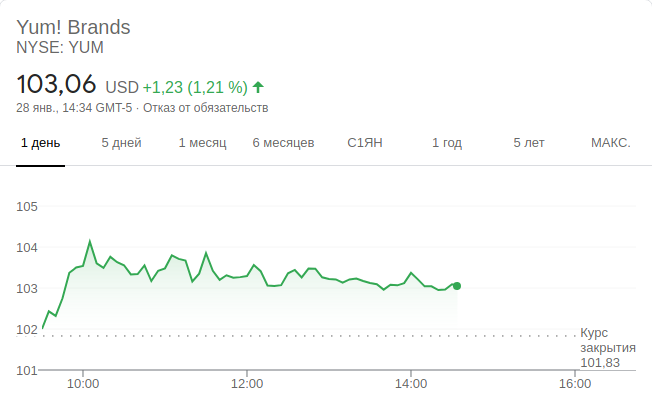 Yum! Brands
NYSE: YUM
103,06 USD +1,23 (1,21 %)
28 янв., 14:34 GMT-5 · Отказ от обязательств
1 день 5 дней 1 месяц 6 месяцев С1ЯН 1 год 5 лет МАКС.
105
104
103
102
Курс
закрытия
101,83
101
10:00 12:00 14:00 16:00